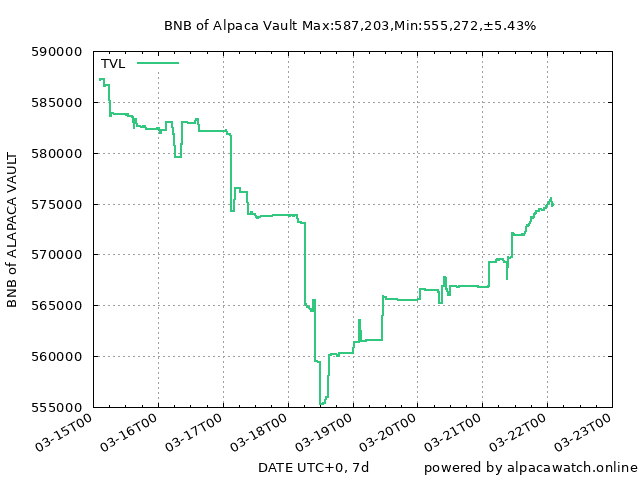 BNB of Alpaca Vault Max:587,203,Min:555,272,±5.43%
TVL
590000
585000
580000
575000
570000
565000
560000
555000
BNB of ALAPACA VAULT
03-15T00
03-16T00
03-17T00
03-18T00
03-19T00
03-20T00
03-21T00
03-22T00
03-23T00
DATE UTC+0, 7d
powered by alpacawatch.online